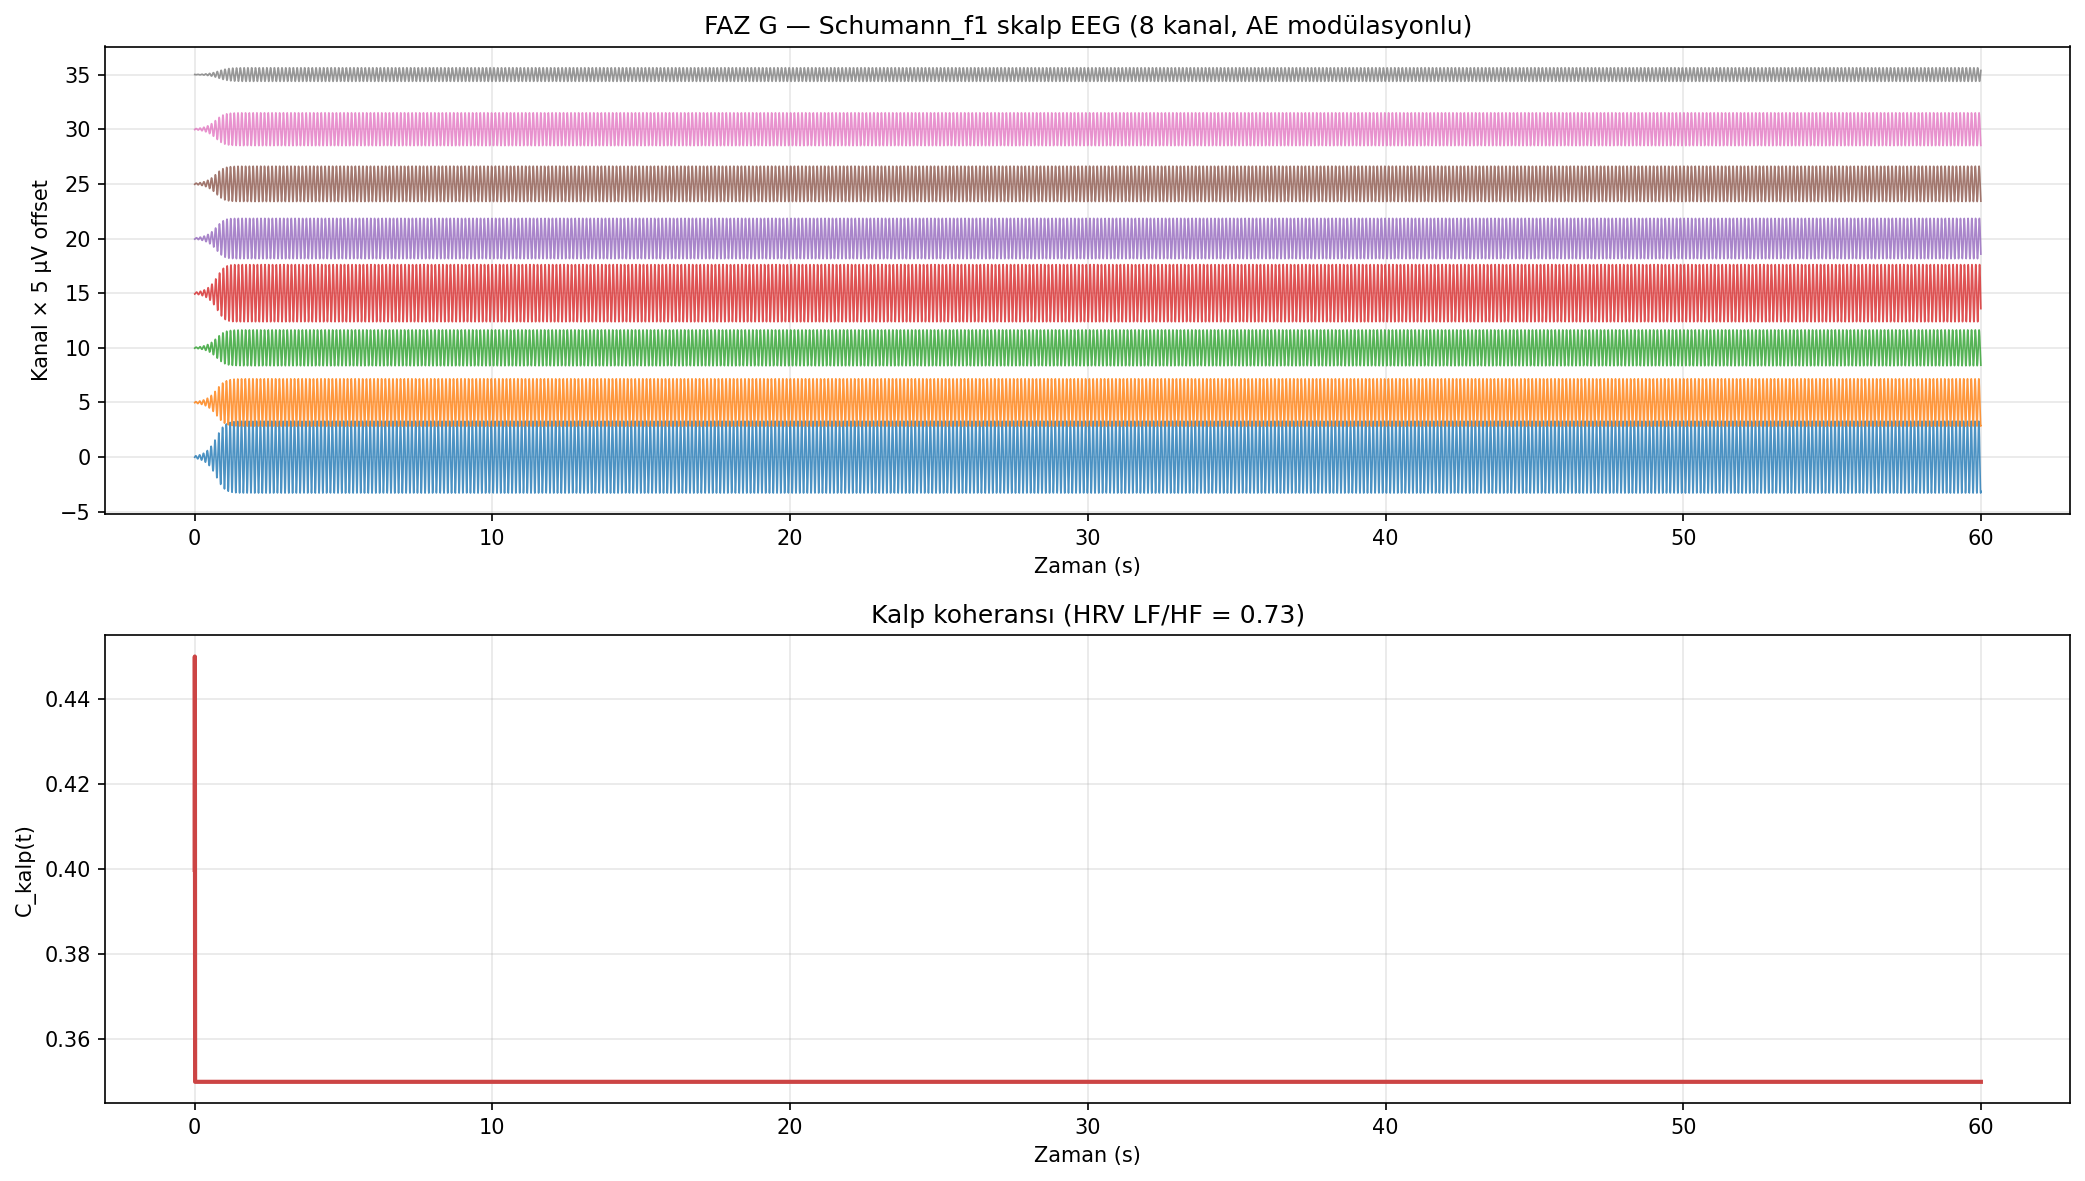 FAZ G — Schumann_f1 skalp EEG (8 kanal, AE modülasyonlu)
Kanal × 5 µV offset
35
30
25
20
15
10
5
0
−5
0 10 20 30 40 50 60
Zaman (s)
Kalp koheransı (HRV LF/HF = 0.73)
C_kalp(t)
0.44
0.42
0.40
0.38
0.36
0 10 20 30 40 50 60
Zaman (s)